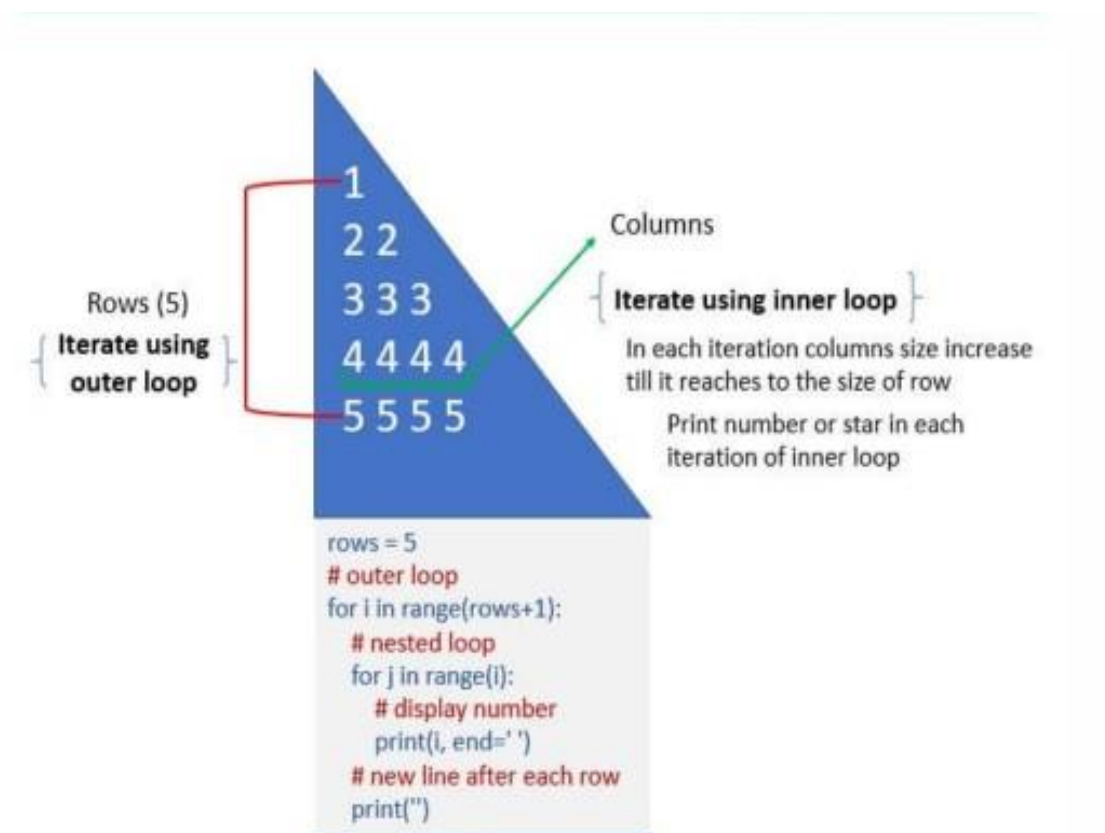 1
2 2
3 3 3
4 4 4 4
5 5 5 5
Rows (5)
Iterate using
outer loop
Columns
Iterate using inner loop
In each iteration columns size increase
till it reaches to the size of row
Print number or star in each
iteration of inner loop
rows = 5
# outer loop
for i in range(rows+1):
# nested loop
for j in range(i):
# display number
print(i, end=' ')
# new line after each row
print('')